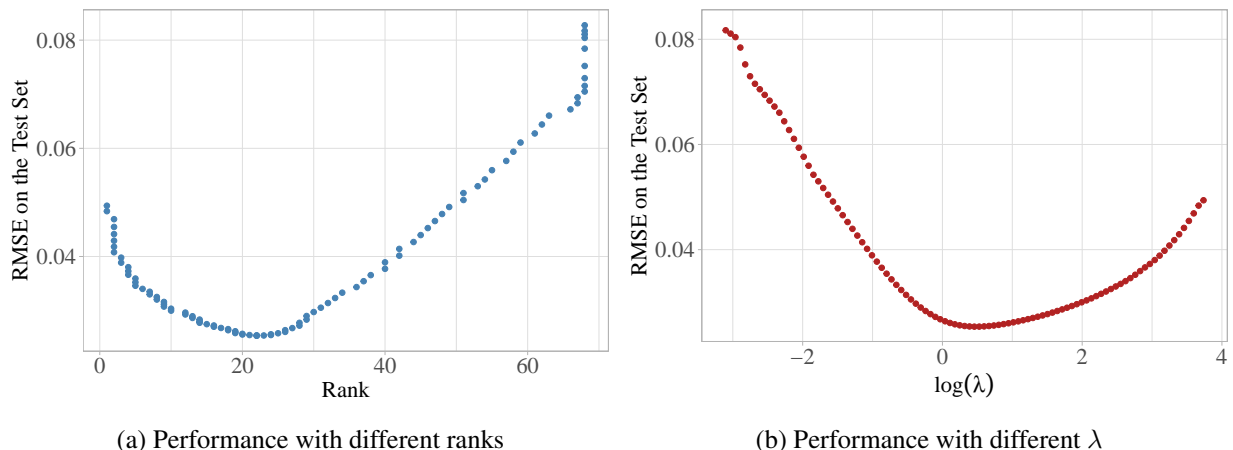 RMSE on the Test Set
0.08
0.06
0.04
0
20
40
60
Rank
(a) Performance with different ranks
RMSE on the Test Set
0.08
0.06
0.04
−2
0
2
4
log(λ)
(b) Performance with different λ